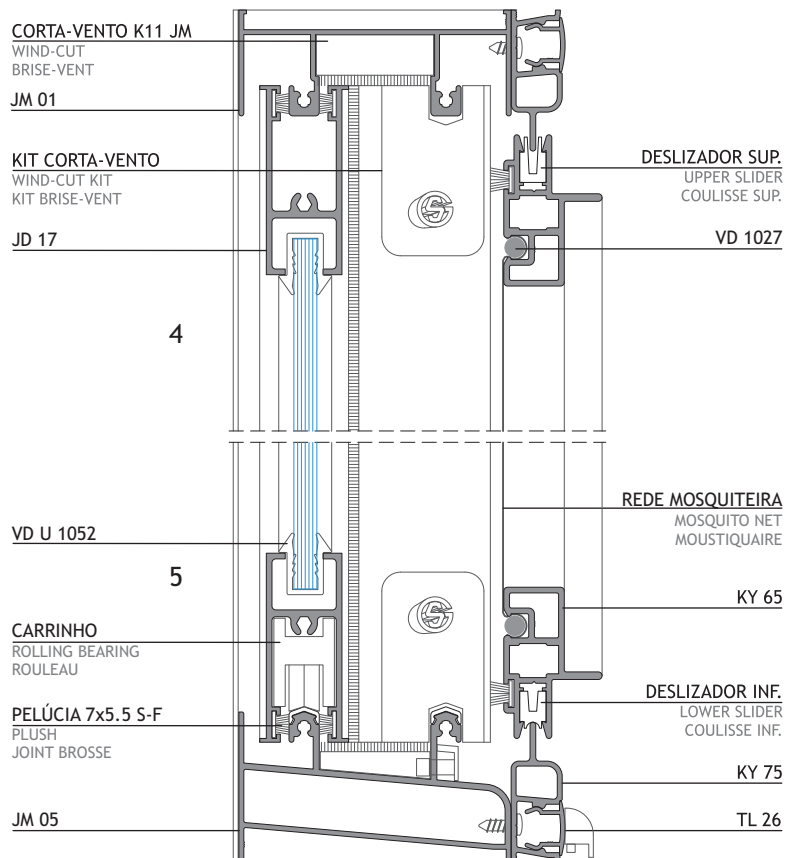 CORTA-VENTO K11 JM
WIND-CUT
BRISE-VENT
JM 01
KIT CORTA-VENTO
WIND-CUT KIT
KIT BRISE-VENT
JD 17
4
VD U 1052
5
CARRINHO
ROLLING BEARING
ROULEAU
PELÚCIA 7x5.5 S-F
PLUSH
JOINT BROSSE
JM 05
DESLIZADOR SUP.
UPPER SLIDER
COULISSE SUP.
VD 1027
REDE MOSQUITEIRA
MOSQUITO NET
MOUSTIQUAIRE
KY 65
DESLIZADOR INF.
LOWER SLIDER
COULISSE INF.
KY 75
TL 26